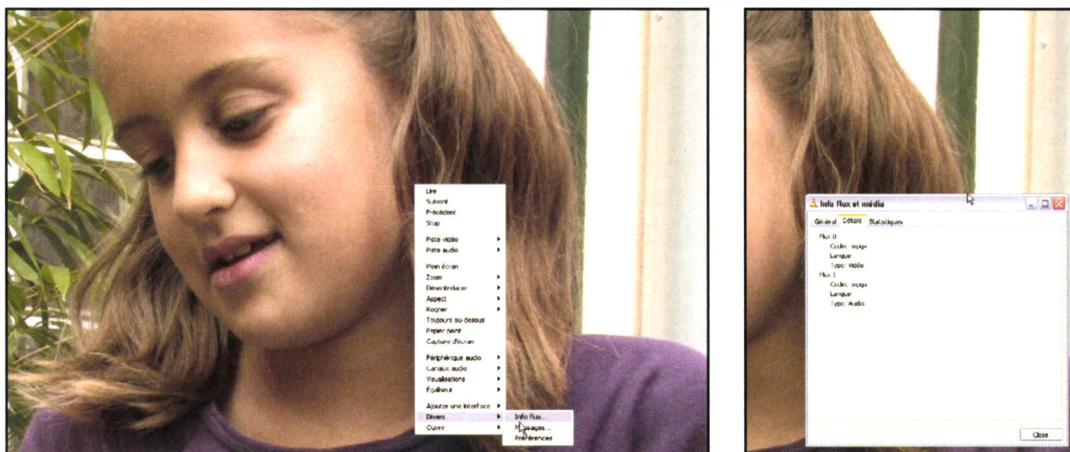 Lire
Suivant
Précédent
Stop
Piste vidéo
Piste audio
Plein écran
Zoom
Désentrelacer
Aspect
Rogner
Toujours au-dessus
Papier peint
Capture d'écran
Périphérique audio
Canaux audio
Visualisations
Égaliseur
Ajouter une interface
Divers
Ouvrir
Info flux...
Messages...
Préférences
Info flux et média
Général Détails Statistiques
Flux 0
Codec: mpgv
Langue
Type: Vidéo
Flux 1
Codec: mpga
Langue
Type: Audio
Close